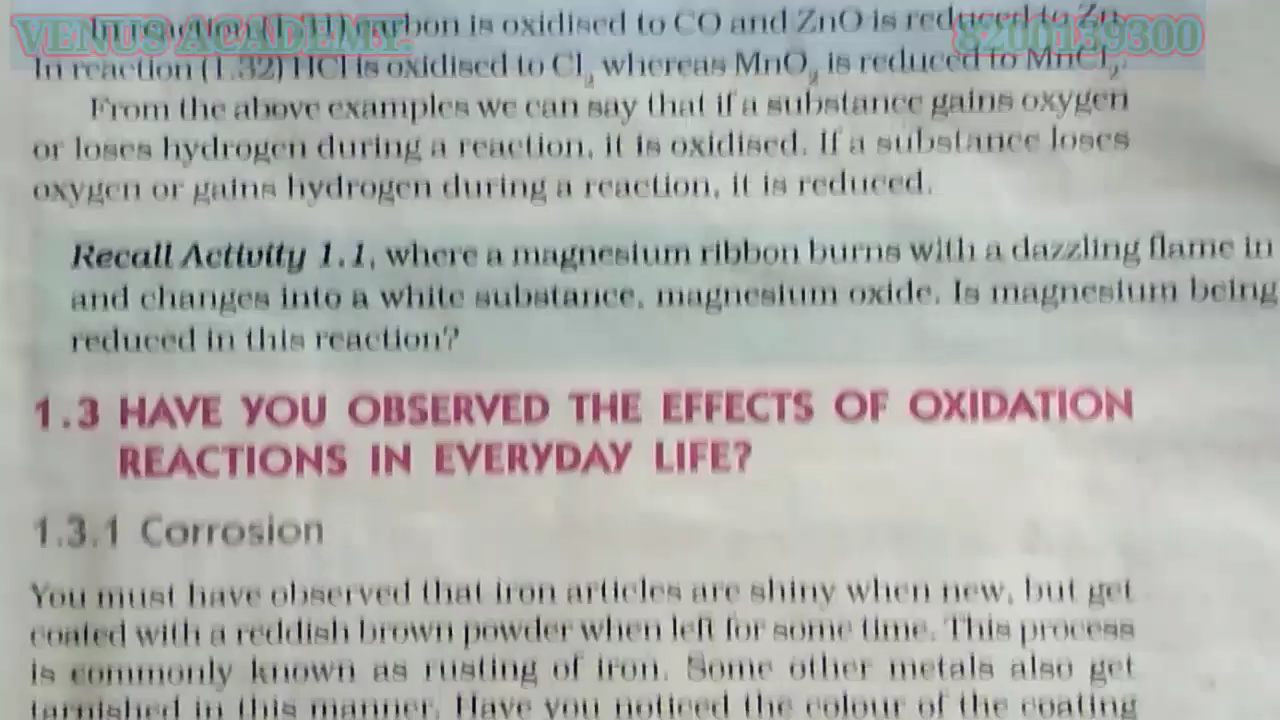 VENUS ACADEMY. 8200139300
carbon is oxidised to CO and ZnO is reduced to Zn.
In reaction (1.32) HCl is oxidised to Cl₂ whereas MnO₂ is reduced to MnCl₂.
From the above examples we can say that if a substance gains oxygen
or loses hydrogen during a reaction, it is oxidised. If a substance loses
oxygen or gains hydrogen during a reaction, it is reduced.
Recall Activity 1.1, where a magnesium ribbon burns with a dazzling flame in
and changes into a white substance, magnesium oxide. Is magnesium being
reduced in this reaction?
1.3 HAVE YOU OBSERVED THE EFFECTS OF OXIDATION
REACTIONS IN EVERYDAY LIFE?
1.3.1 Corrosion
You must have observed that iron articles are shiny when new, but get
coated with a reddish brown powder when left for some time. This process
is commonly known as rusting of iron. Some other metals also get
tarnished in this manner. Have you noticed the colour of the coating